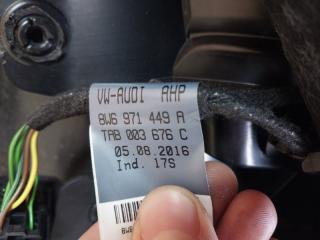 VW-AUDI AHP
8W6 971 449 A
TAB 003 676 C
05.08.2016
Ind. 17S